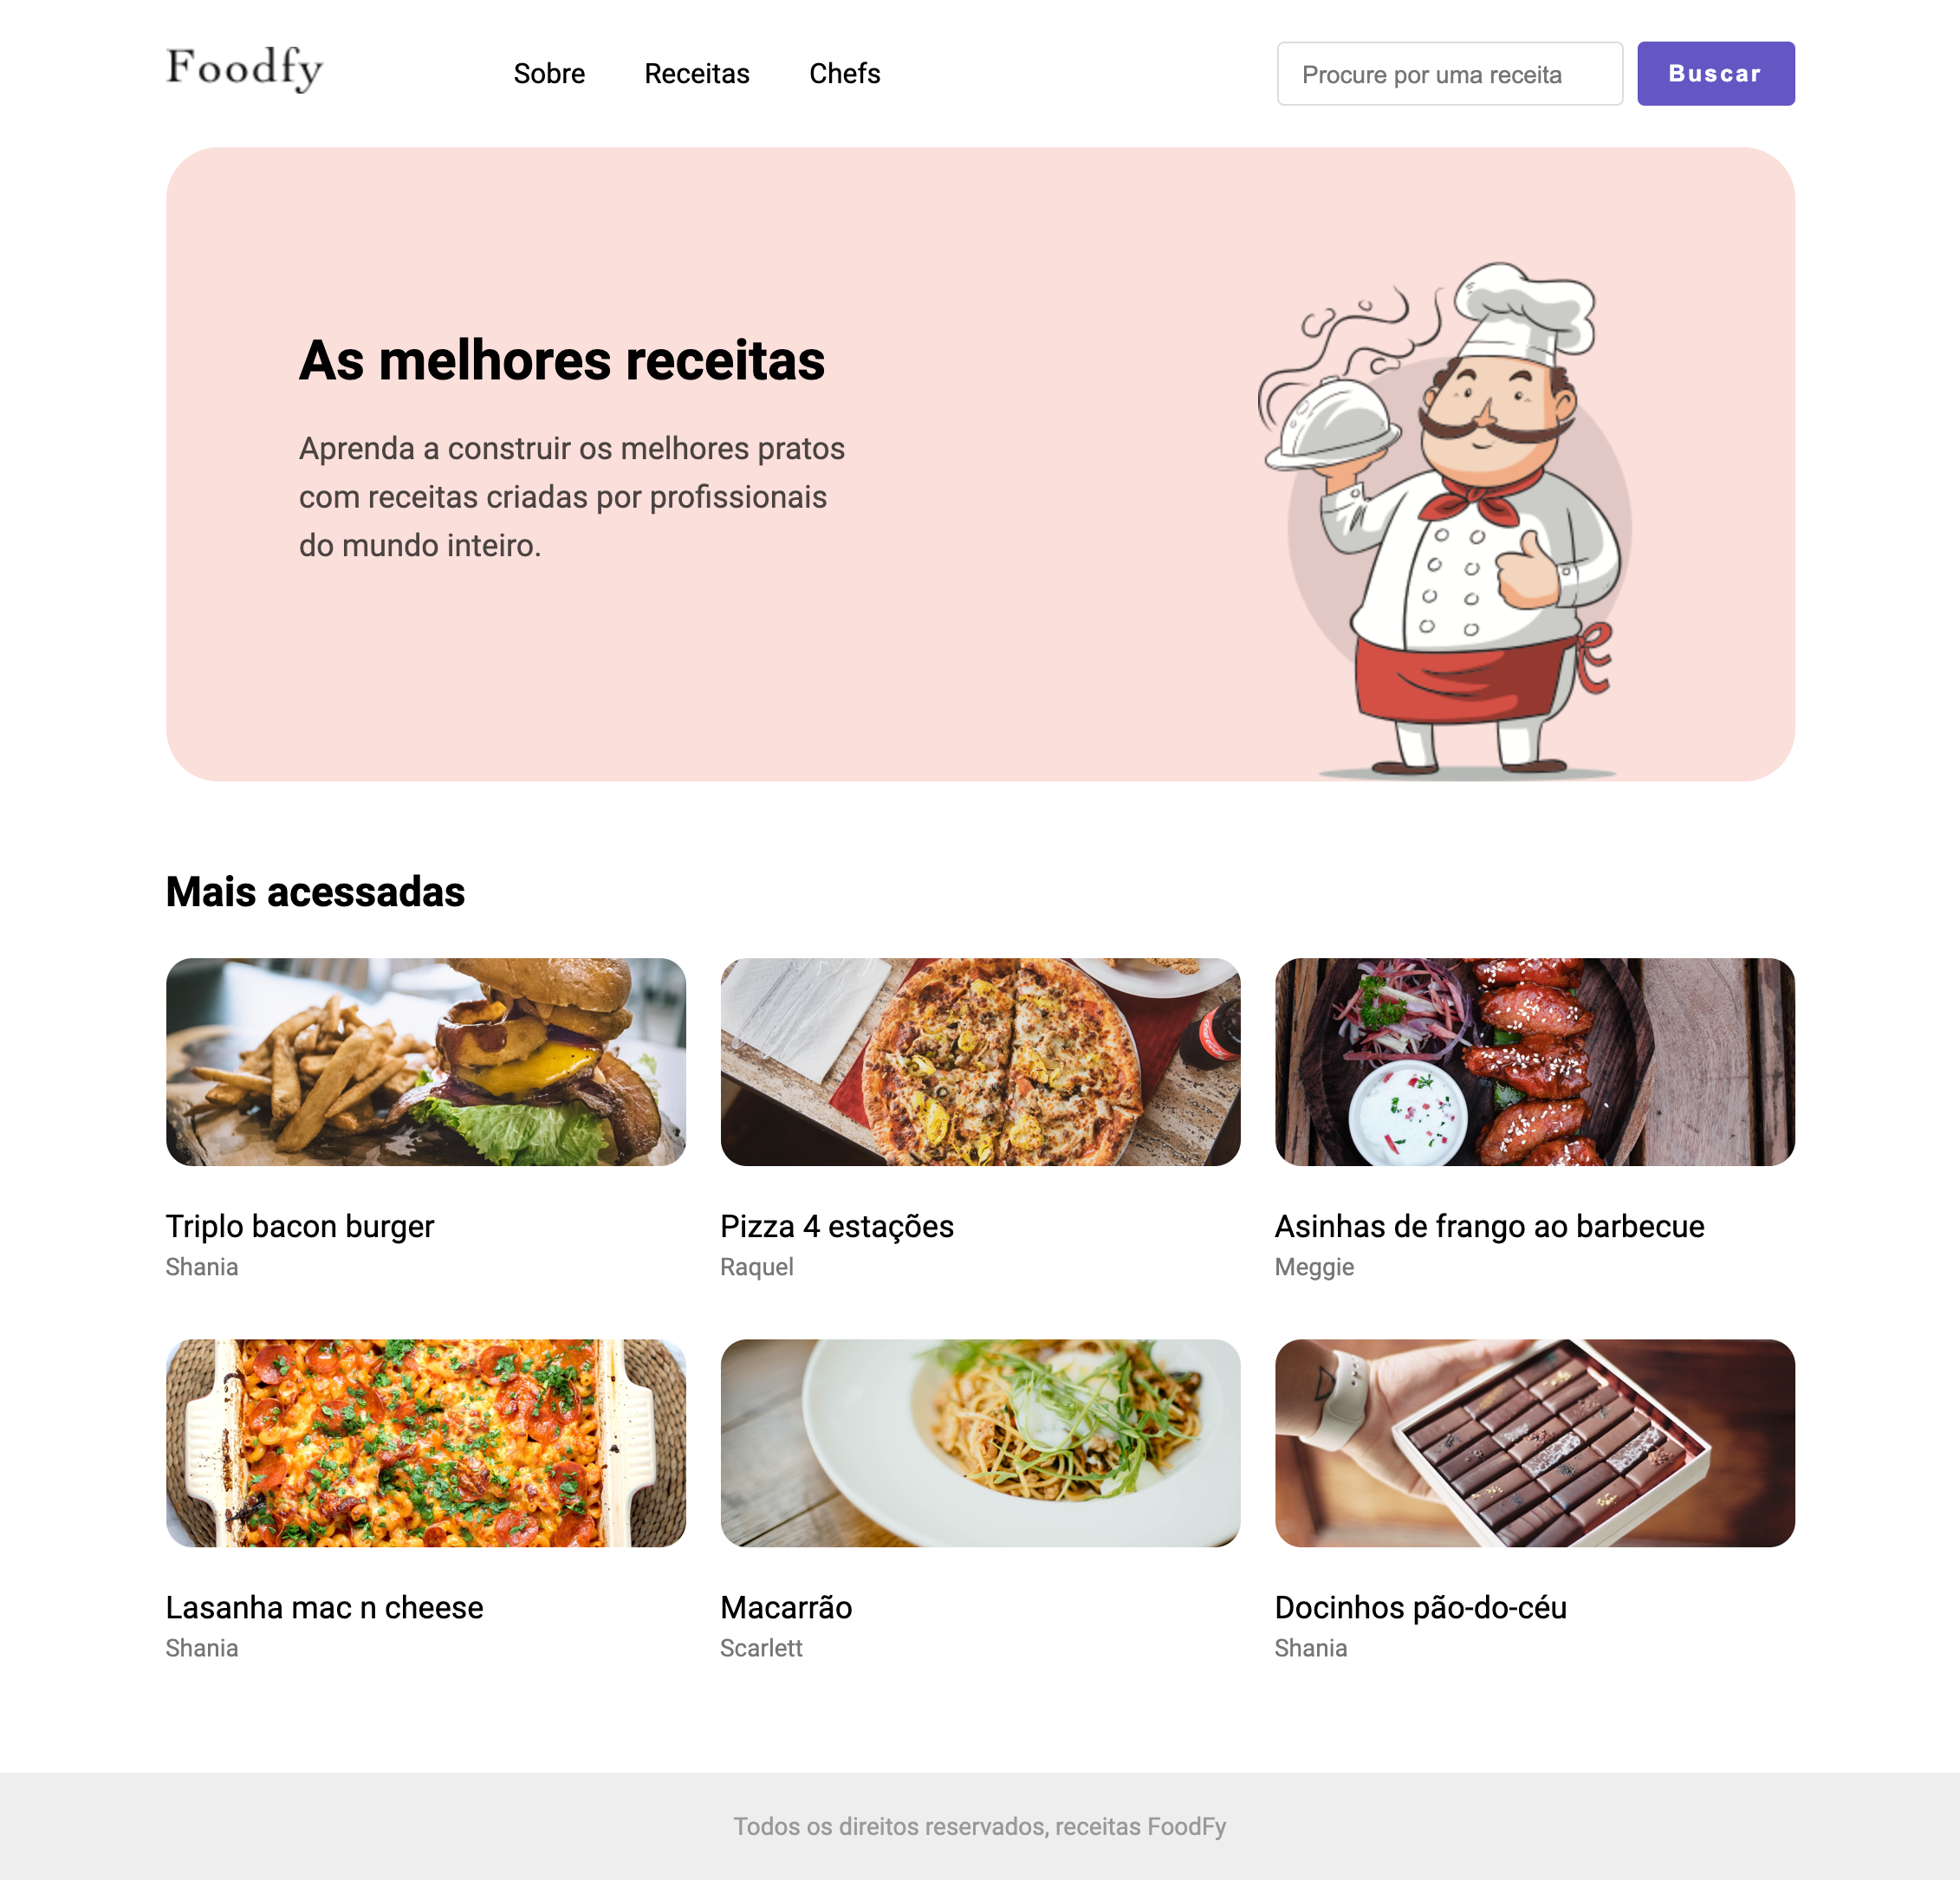 Foodfy
Sobre
Receitas
Chefs
Procure por uma receita
Buscar
As melhores receitas
Aprenda a construir os melhores pratos
com receitas criadas por profissionais
do mundo inteiro.
Mais acessadas
Triplo bacon burger
Shania
Pizza 4 estações
Raquel
Asinhas de frango ao barbecue
Meggie
Lasanha mac n cheese
Shania
Macarrão
Scarlett
Docinhos pão-do-céu
Shania
Todos os direitos reservados, receitas FoodFy